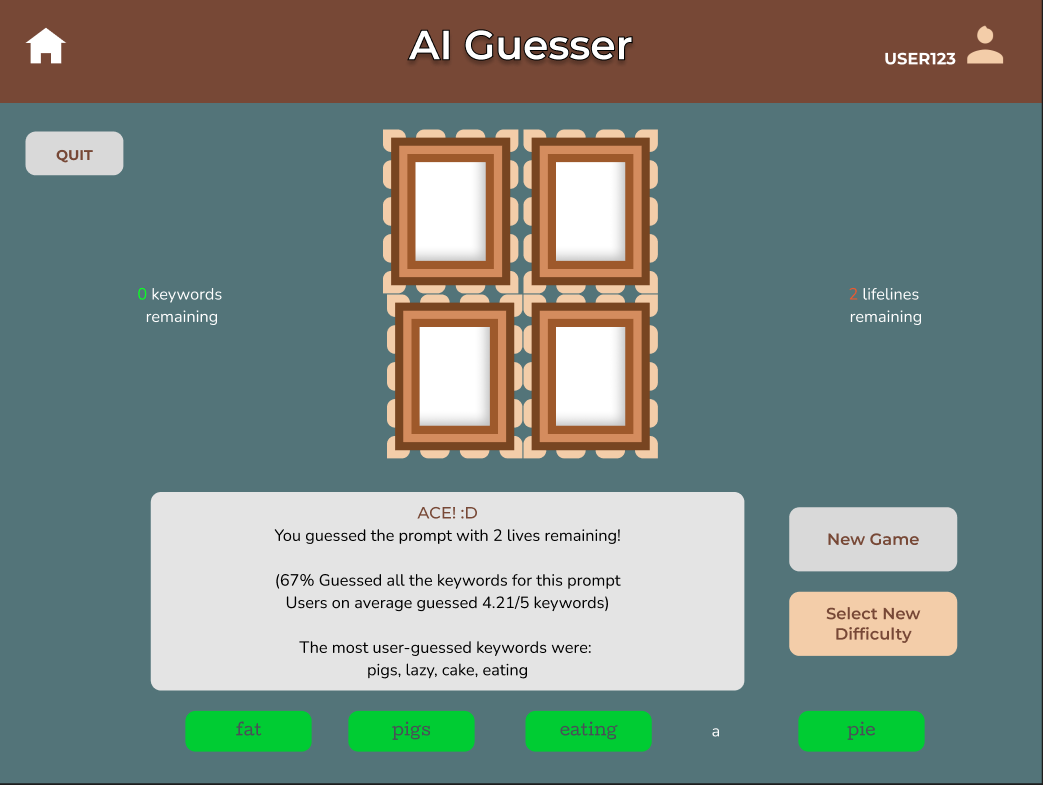 AI Guesser
USER123
QUIT
0 keywords
remaining
2 lifelines
remaining
ACE! :D
You guessed the prompt with 2 lives remaining!
(67% Guessed all the keywords for this prompt
Users on average guessed 4.21/5 keywords)
The most user-guessed keywords were:
pigs, lazy, cake, eating
New Game
Select New
Difficulty
fat pigs eating a pie